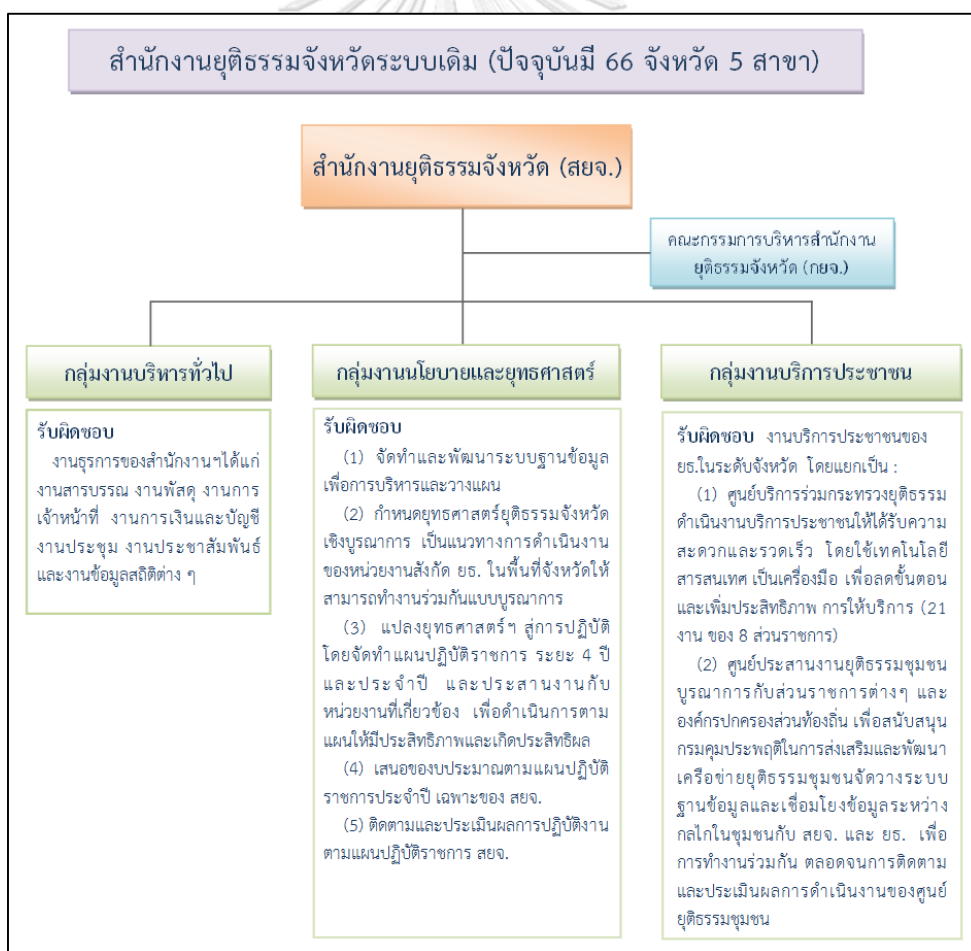 สำนักงานยุติธรรมจังหวัดระบบเดิม (ปัจจุบันมี 66 จังหวัด 5 สาขา)
สำนักงานยุติธรรมจังหวัด (สยจ.)
คณะกรรมการบริหารสำนักงาน
ยุติธรรมจังหวัด (กยจ.)
กลุ่มงานบริหารทั่วไป
รับผิดชอบ
งานธุรการของสำนักงานฯได้แก่
งานสารบรรณ งานพัสดุ งานการ
เจ้าหน้าที่ งานการเงินและบัญชี
งานประชุม งานประชาสัมพันธ์
และงานข้อมูลสถิติต่าง ๆ
กลุ่มงานนโยบายและยุทธศาสตร์
รับผิดชอบ
(1) จัดทำและพัฒนาระบบฐานข้อมูล
เพื่อการบริหารและวางแผน
(2) กำหนดยุทธศาสตร์ยุติธรรมจังหวัด
เชิงบูรณาการ เป็นแนวทางการดำเนินงาน
ของหน่วยงานสังกัด ยธ. ในพื้นที่จังหวัดให้
สามารถทำงานร่วมกันแบบบูรณาการ
(3) แปลงยุทธศาสตร์ฯ สู่การปฏิบัติ
โดยจัดทำแผนปฏิบัติราชการ ระยะ 4 ปี
และประจำปี และประสานงานกับ
หน่วยงานที่เกี่ยวข้อง เพื่อดำเนินการตาม
แผนให้มีประสิทธิภาพและเกิดประสิทธิผล
(4) เสนอของบประมาณตามแผนปฏิบัติ
ราชการประจำปี เฉพาะของ สยจ.
(5) ติดตามและประเมินผลการปฏิบัติงาน
ตามแผนปฏิบัติราชการ สยจ.
กลุ่มงานบริการประชาชน
รับผิดชอบ งานบริการประชาชนของ
ยธ.ในระดับจังหวัด โดยแยกเป็น :
(1) ศูนย์บริการร่วมกระทรวงยุติธรรม
ดำเนินงานบริการประชาชนให้ได้รับความ
สะดวกและรวดเร็ว โดยใช้เทคโนโลยี
สารสนเทศ เป็นเครื่องมือ เพื่อลดขั้นตอน
และเพิ่มประสิทธิภาพ การให้บริการ (21
งาน ของ 8 ส่วนราชการ)
(2) ศูนย์ประสานงานยุติธรรมชุมชน
บูรณาการกับส่วนราชการต่างๆ และ
องค์กรปกครองส่วนท้องถิ่น เพื่อสนับสนุน
กรมคุมประพฤติในการส่งเสริมและพัฒนา
เครือข่ายยุติธรรมชุมชนจัดวางระบบ
ฐานข้อมูลและเชื่อมโยงข้อมูลระหว่าง
กลไกในชุมชนกับ สยจ. และ ยธ. เพื่อ
การทำงานร่วมกัน ตลอดจนการติดตาม
และประเมินผลการดำเนินงานของศูนย์
ยุติธรรมชุมชน